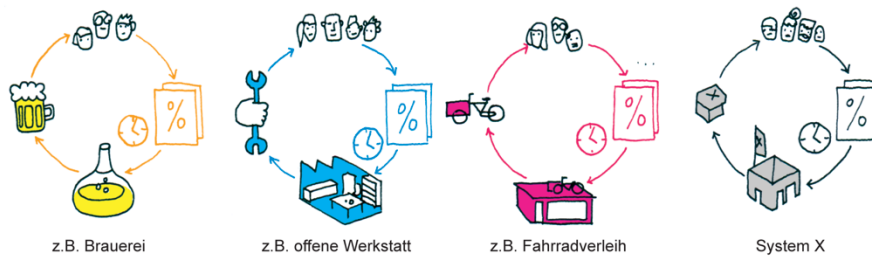 %
%
...
%
x
x
%
z.B. Brauerei
z.B. offene Werkstatt
z.B. Fahrradverleih
System X